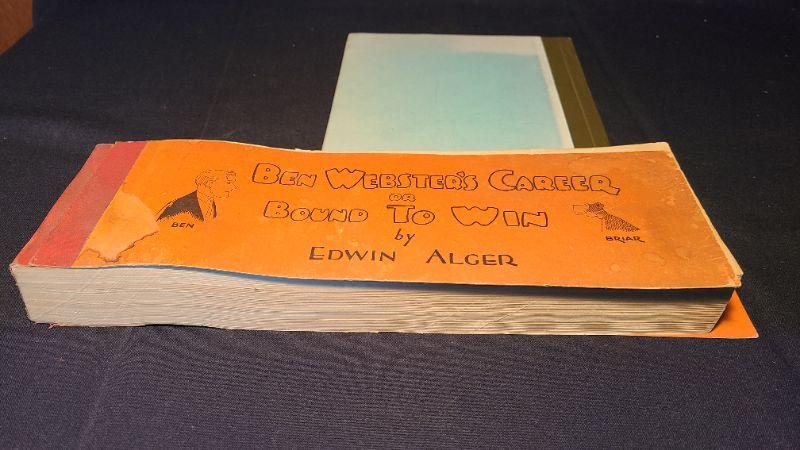 BEN WEBSTER'S CAREER
OR
BOUND TO WIN
by
EDWIN ALGER
BEN
BRIAR